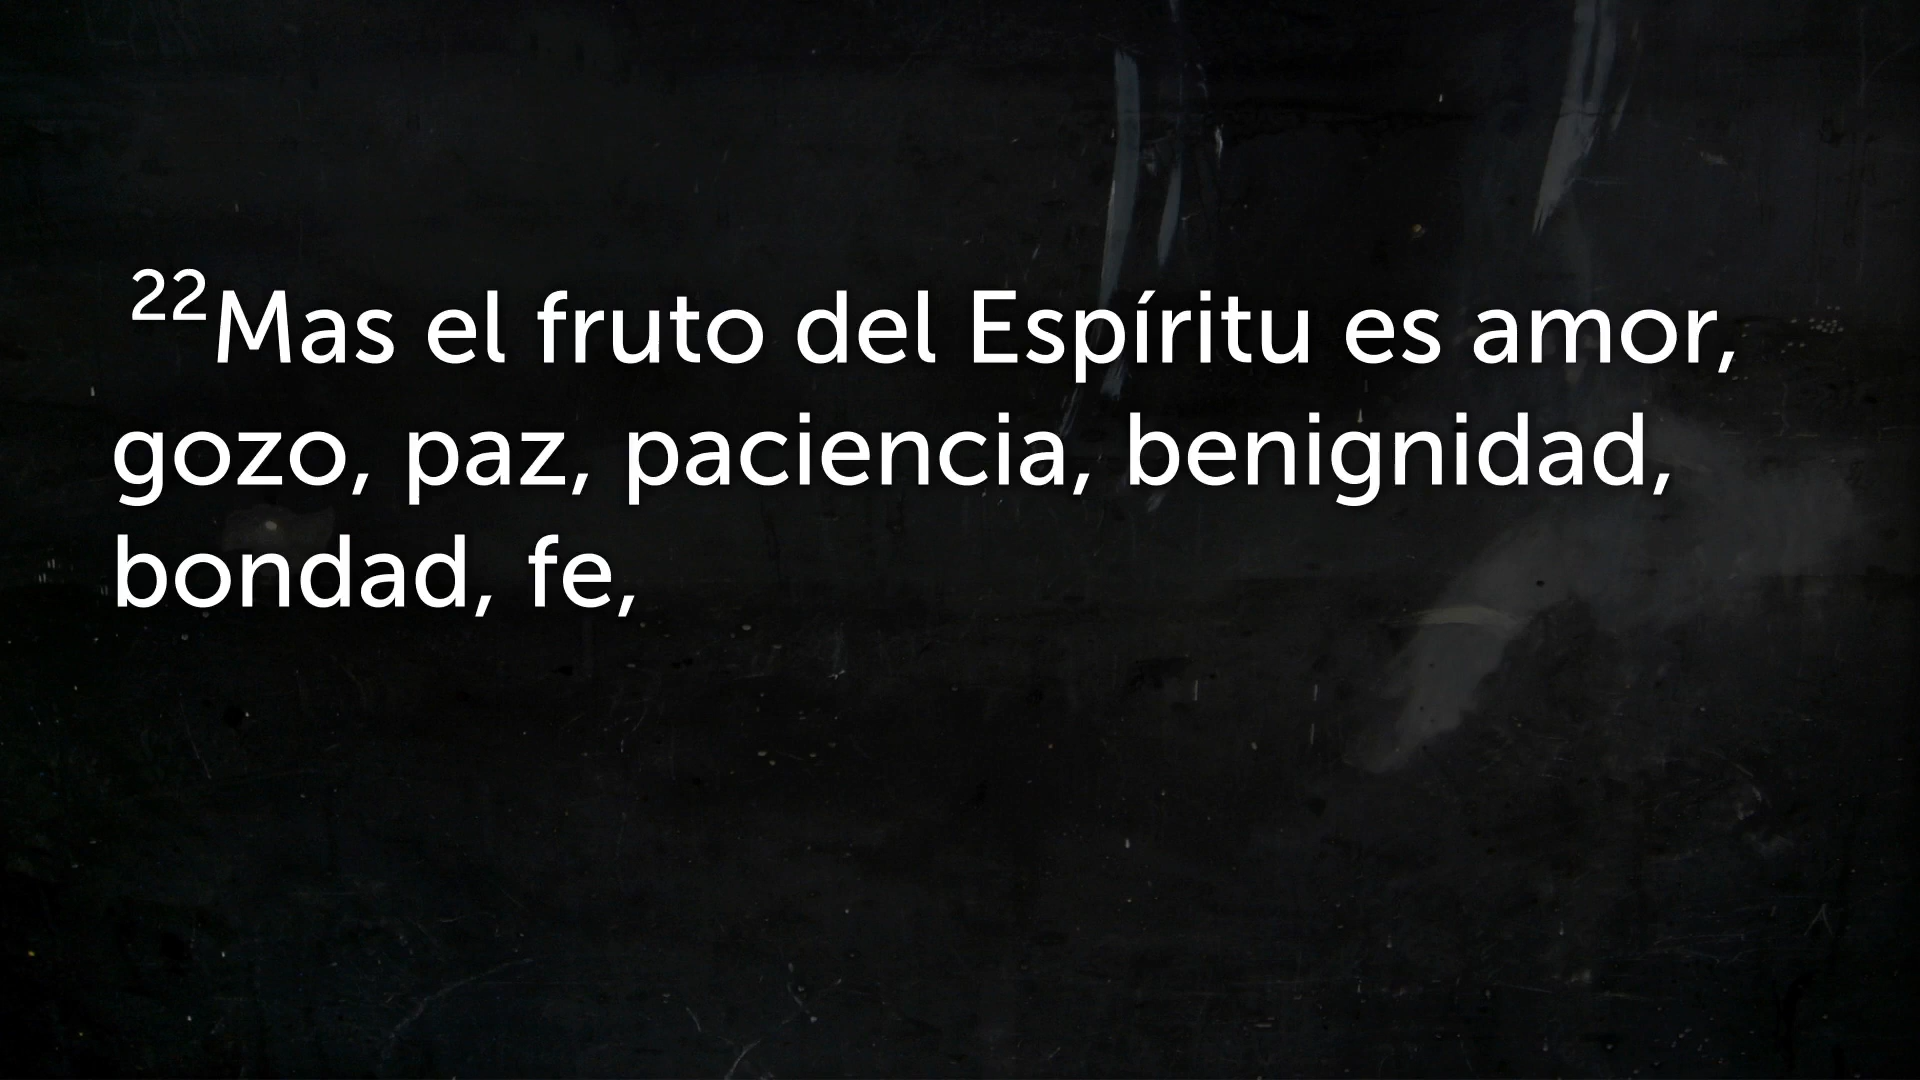 ²²Mas el fruto del Espíritu es amor,
gozo, paz, paciencia, benignidad,
bondad, fe,